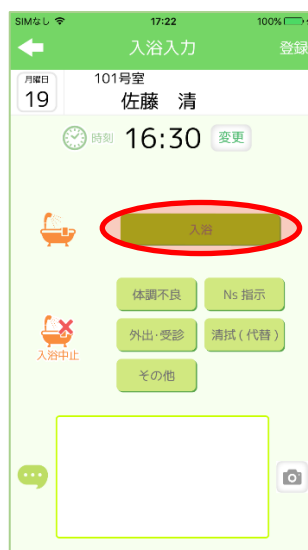 SIMなし 17:22 100%
入浴入力 登録
月曜日 101号室
19 佐藤 清
時刻 16:30 変更
入浴
体調不良 Ns 指示
入浴中止 外出・受診 清拭 ( 代替 )
その他